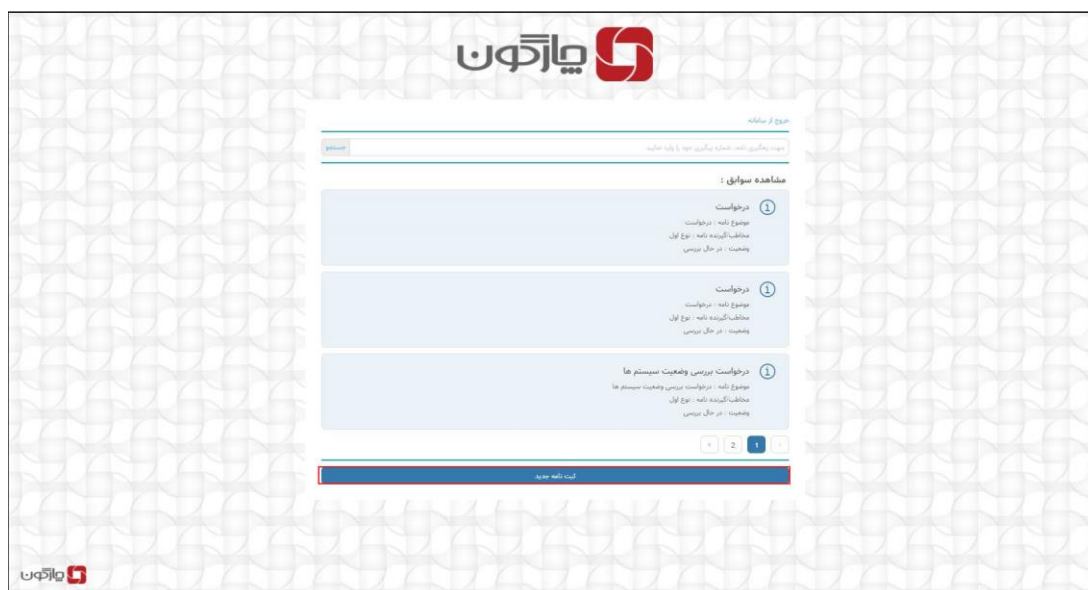 چارگون
خروج از سامانه
جهت رهگیری نامه، شماره پیگیری خود را وارد نمایید.
جستجو
مشاهده سوابق :
درخواست
موضوع نامه : درخواست
مخاطب/گیرنده نامه : نوع اول
وضعیت : در حال بررسی
درخواست
موضوع نامه : درخواست
مخاطب/گیرنده نامه : نوع اول
وضعیت : در حال بررسی
درخواست بررسی وضعیت سیستم ها
موضوع نامه : درخواست بررسی وضعیت سیستم ها
مخاطب/گیرنده نامه : نوع اول
وضعیت : در حال بررسی
1 2
ثبت نامه جدید
چارگون